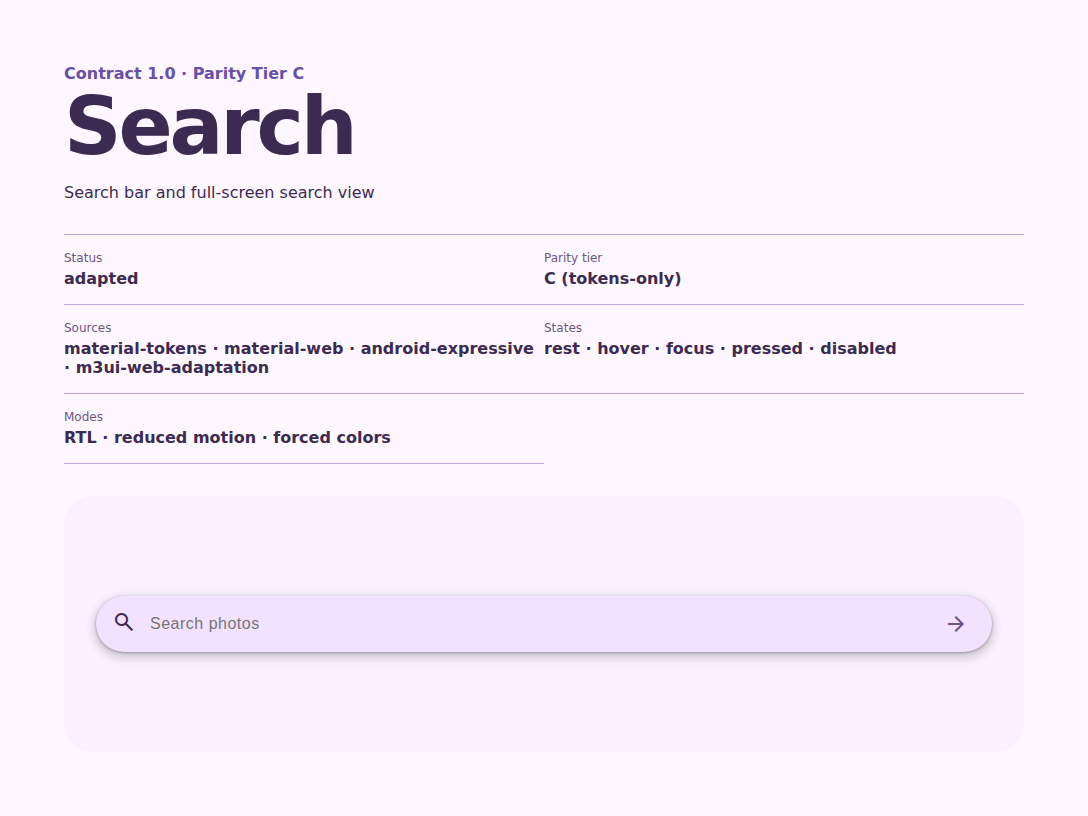 Contract 1.0 · Parity Tier C
Search
Search bar and full-screen search view
Status
adapted
Parity tier
C (tokens-only)
Sources
material-tokens · material-web · android-expressive
· m3ui-web-adaptation
States
rest · hover · focus · pressed · disabled
Modes
RTL · reduced motion · forced colors
Search photos